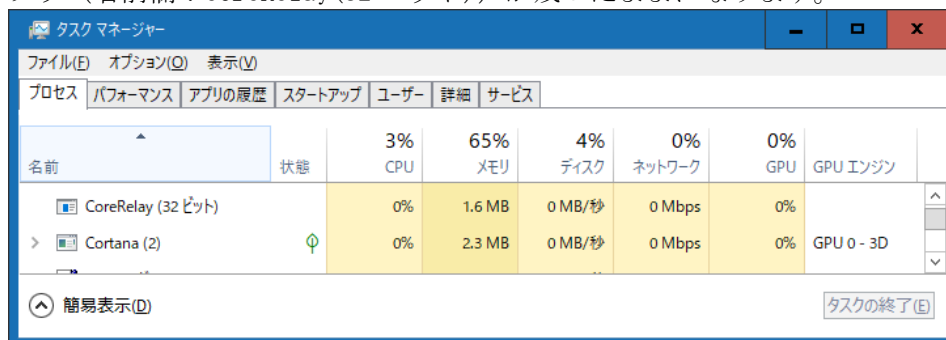 タスク マネージャー
ファイル(F) オプション(O) 表示(V)
プロセス パフォーマンス アプリの履歴 スタートアップ ユーザー 詳細 サービス
3% 65% 4% 0% 0%
名前 状態 CPU メモリ ディスク ネットワーク GPU GPU エンジン
CoreRelay (32 ビット) 0% 1.6 MB 0 MB/秒 0 Mbps 0%
Cortana (2) 0% 2.3 MB 0 MB/秒 0 Mbps 0% GPU 0 - 3D
簡易表示(D) タスクの終了(E)